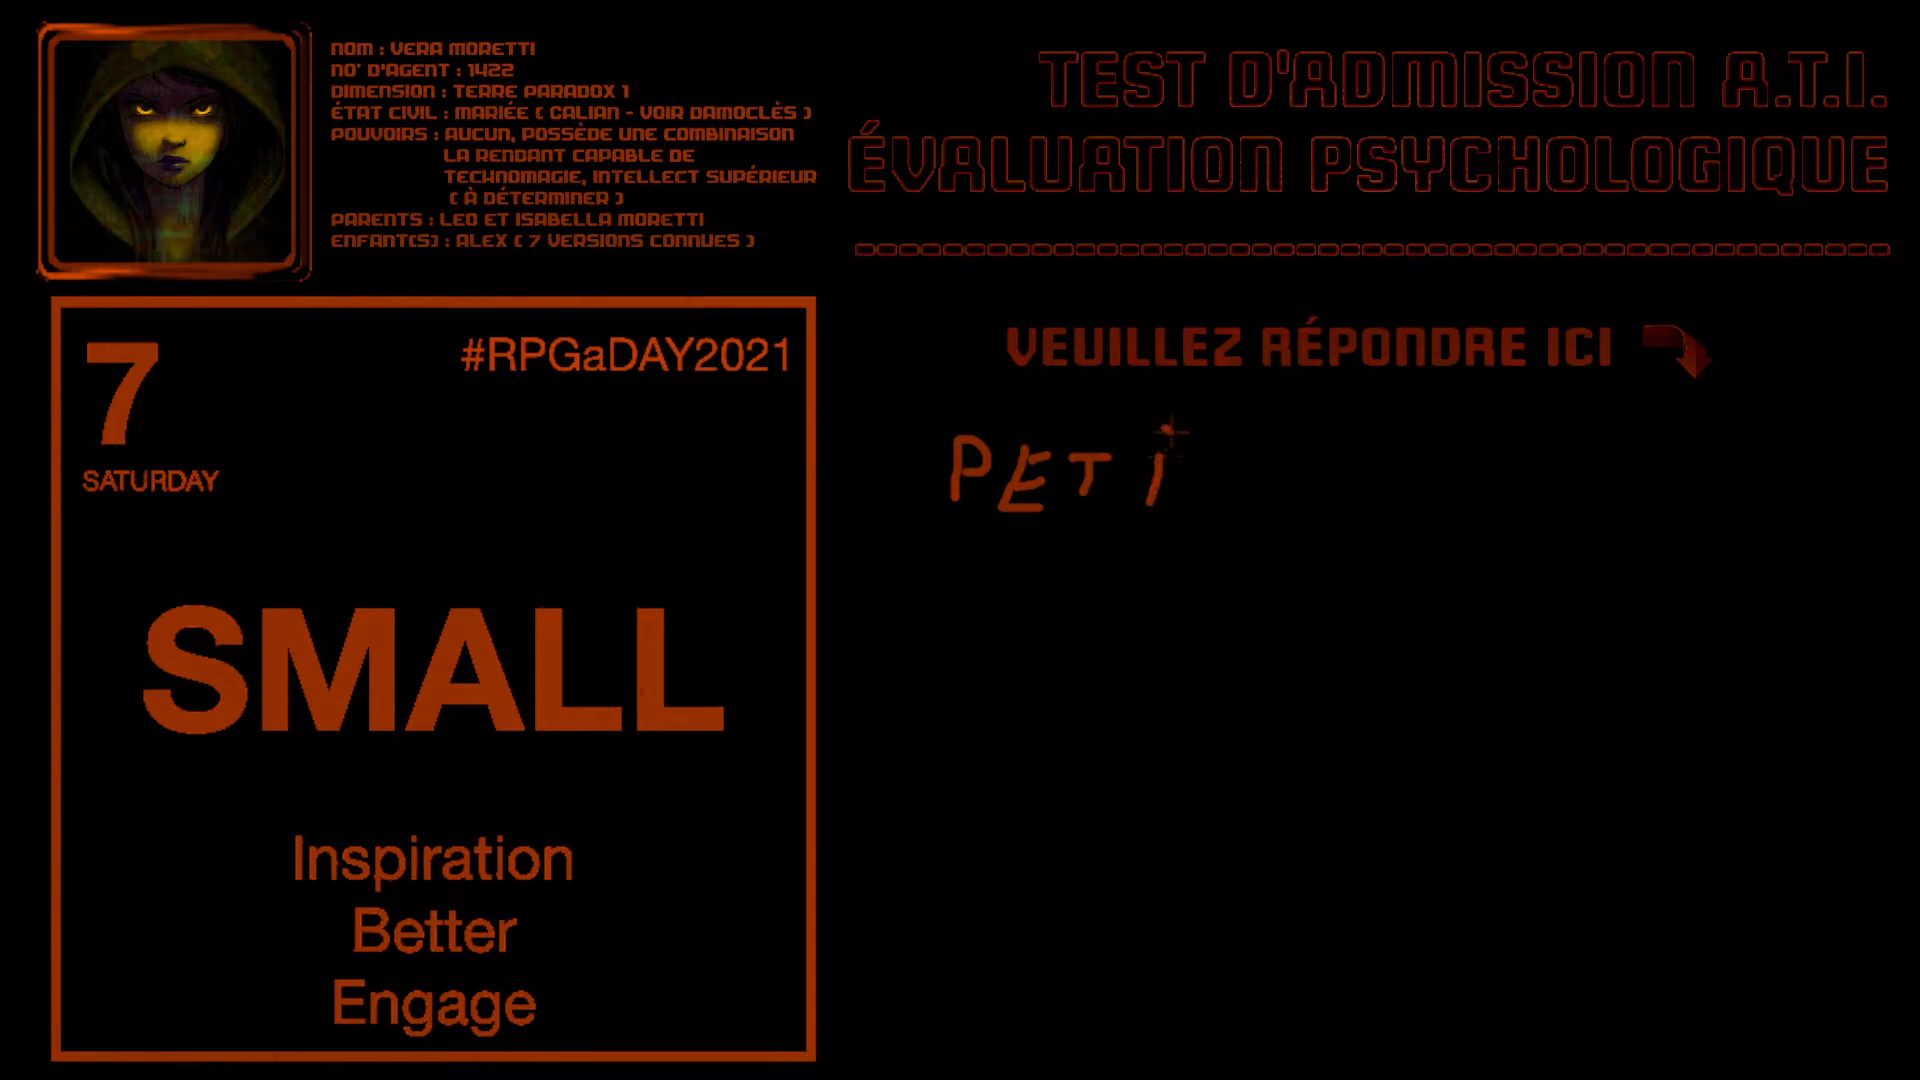 NOM : VERA MORETTI
NO° D'AGENT : 1422
DIMENSION : TERRE PARADOX 1
ÉTAT CIVIL : MARIÉE ( CALIAN - VOIR DAMOCLÈS )
POUVOIRS : AUCUN, POSSÈDE UNE COMBINAISON
LA RENDANT CAPABLE DE
TECHNOMAGIE, INTELLECT SUPÉRIEUR
( À DÉTERMINER )
PARENTS : LEO ET ISABELLA MORETTI
ENFANT(S) : ALEX ( 7 VERSIONS CONNUES )
TEST D'ADMISSION A.T.I.
ÉVALUATION PSYCHOLOGIQUE
VEUILLEZ RÉPONDRE ICI
PETI
7
#RPGaDAY2021
SATURDAY
SMALL
Inspiration
Better
Engage